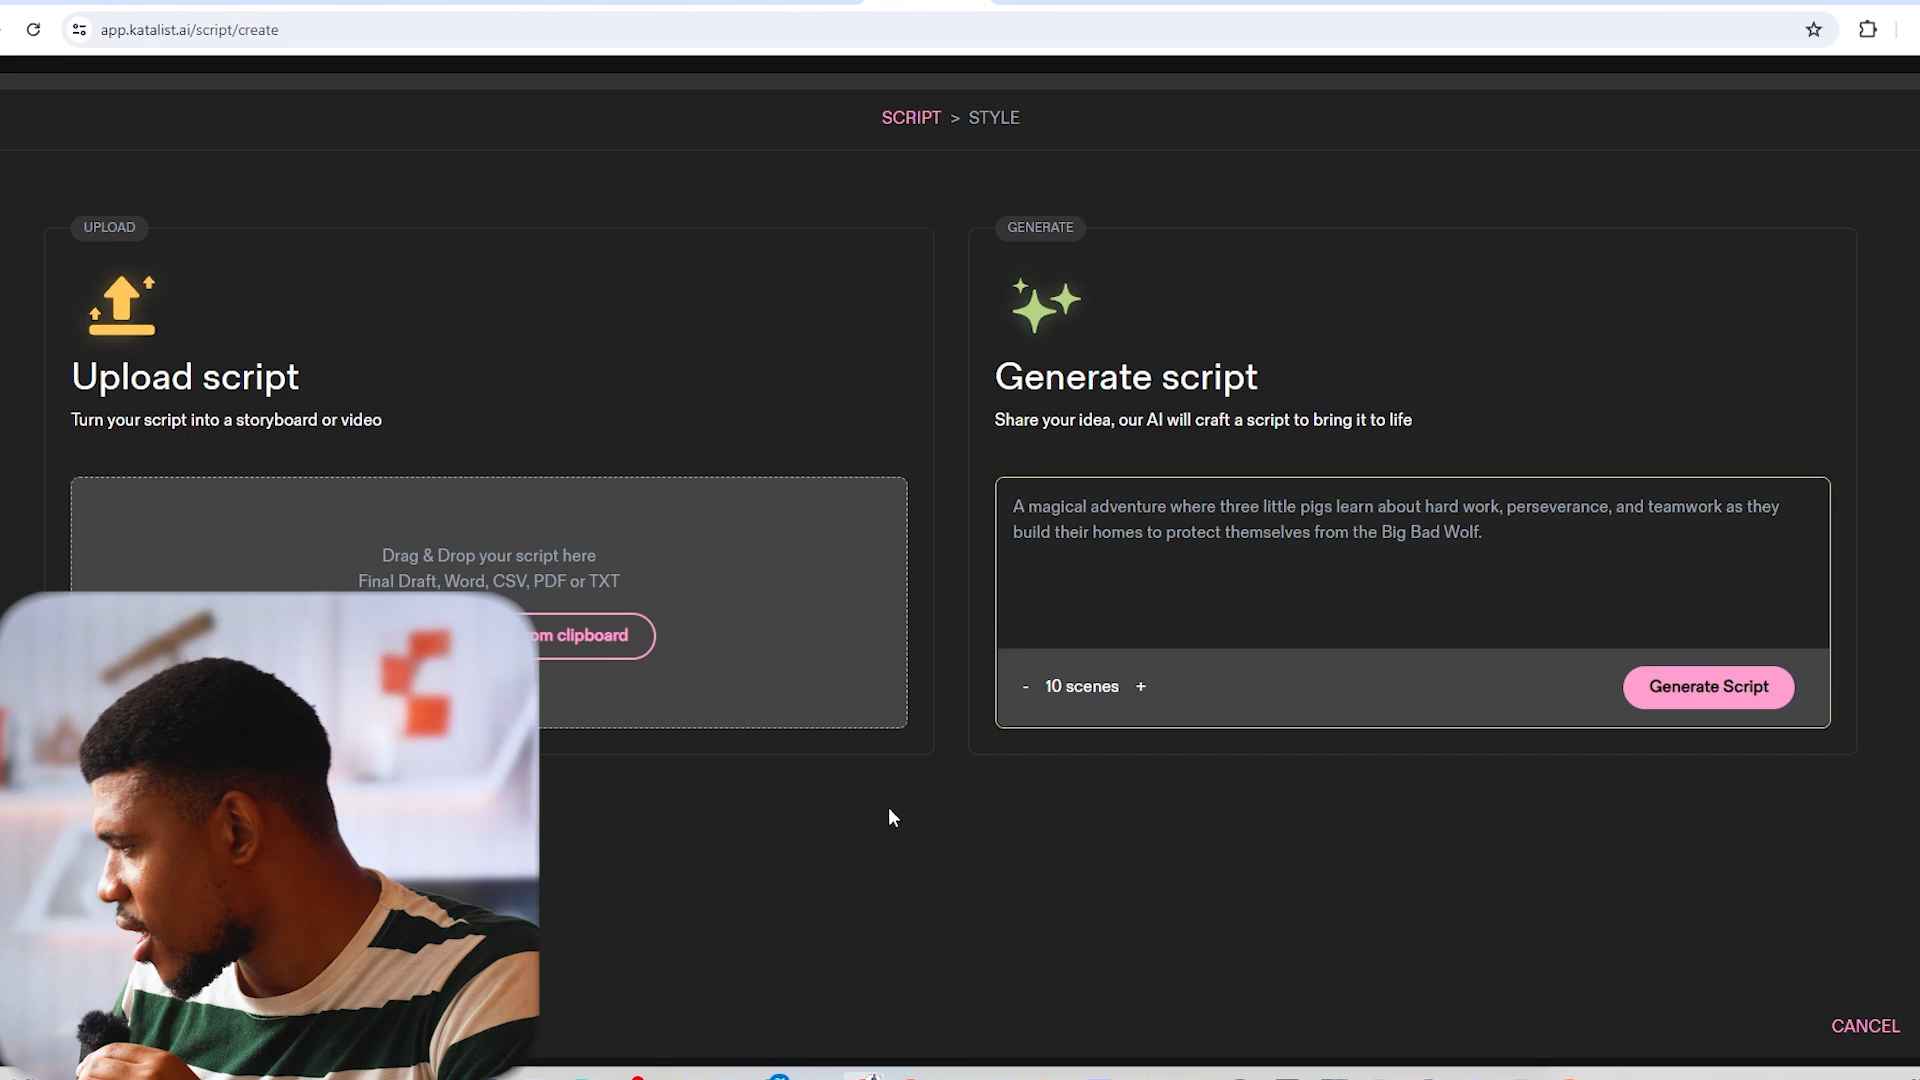 app.katalist.ai/script/create
SCRIPT > STYLE
UPLOAD
Upload script
Turn your script into a storyboard or video
Drag & Drop your script here
Final Draft, Word, CSV, PDF or TXT
clipboard
GENERATE
Generate script
Share your idea, our AI will craft a script to bring it to life
A magical adventure where three little pigs learn about hard work, perseverance, and teamwork as they
build their homes to protect themselves from the Big Bad Wolf.
- 10 scenes +
Generate Script
CANCEL